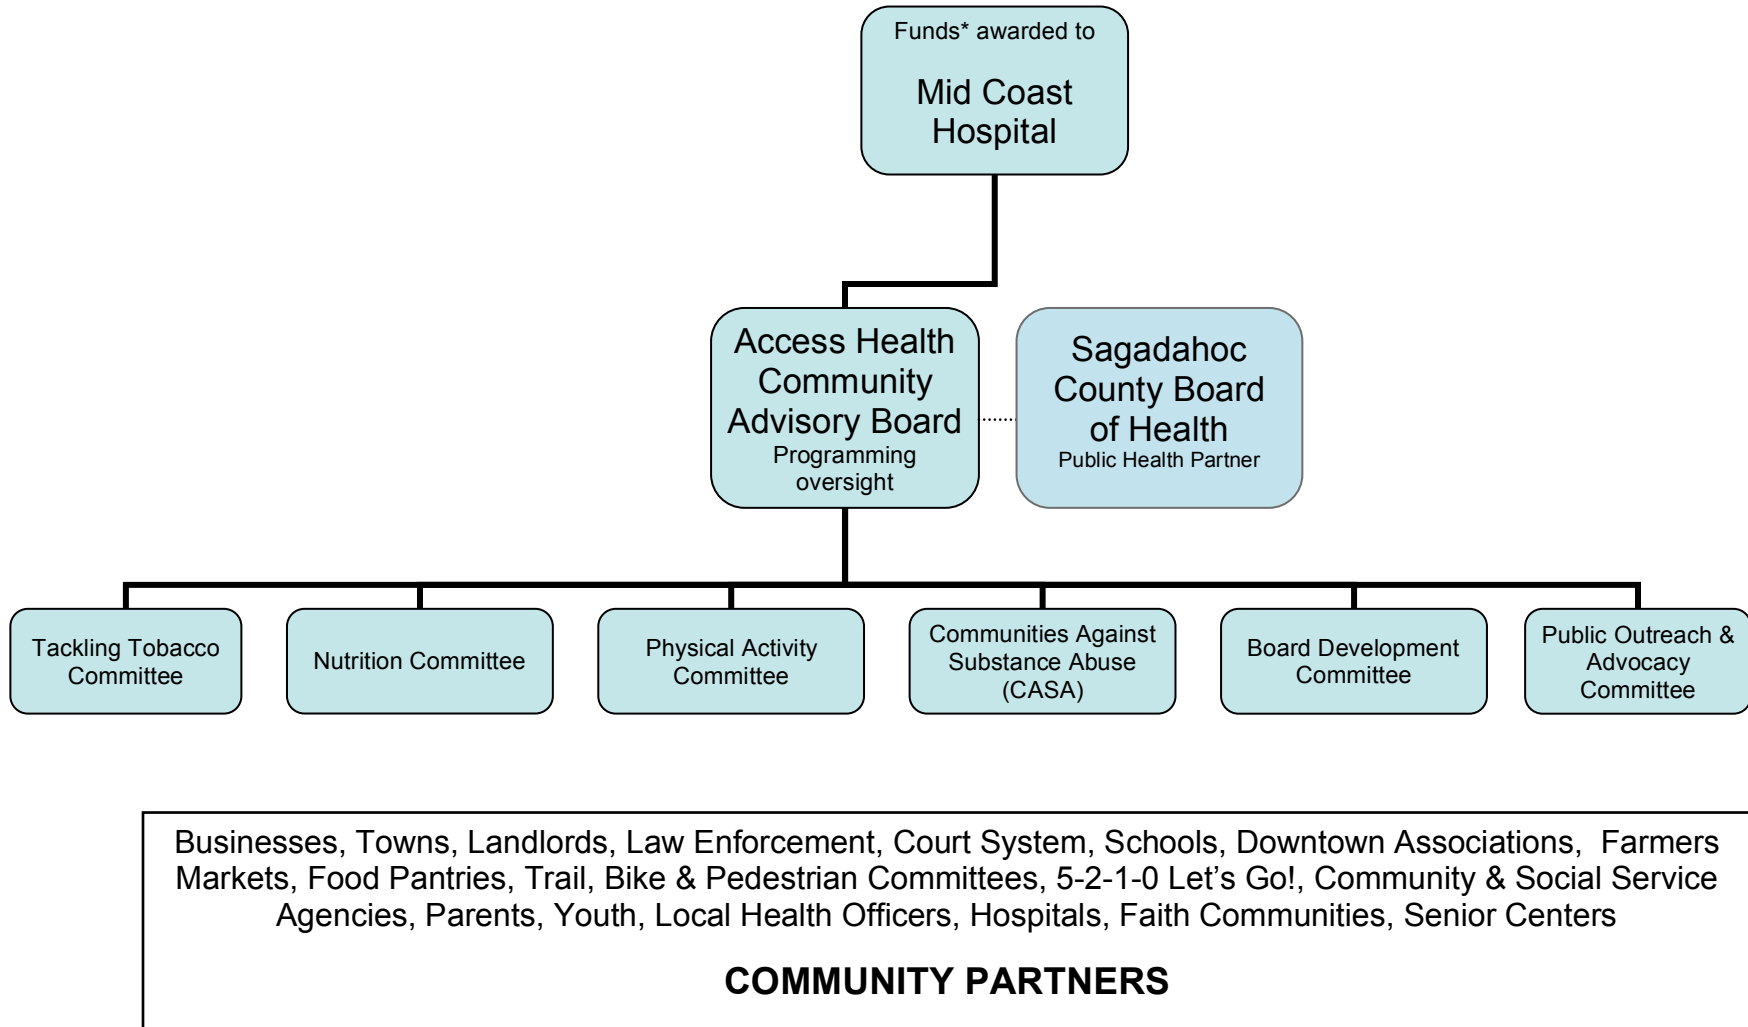 Funds* awarded to
Mid Coast
Hospital
Access Health
Community
Advisory Board
Programming
oversight
Sagadahoc
County Board
of Health
Public Health Partner
Tackling Tobacco
Committee
Nutrition Committee
Physical Activity
Committee
Communities Against
Substance Abuse
(CASA)
Board Development
Committee
Public Outreach &
Advocacy
Committee
Businesses, Towns, Landlords, Law Enforcement, Court System, Schools, Downtown Associations, Farmers
Markets, Food Pantries, Trail, Bike & Pedestrian Committees, 5-2-1-0 Let's Go!, Community & Social Service
Agencies, Parents, Youth, Local Health Officers, Hospitals, Faith Communities, Senior Centers
COMMUNITY PARTNERS